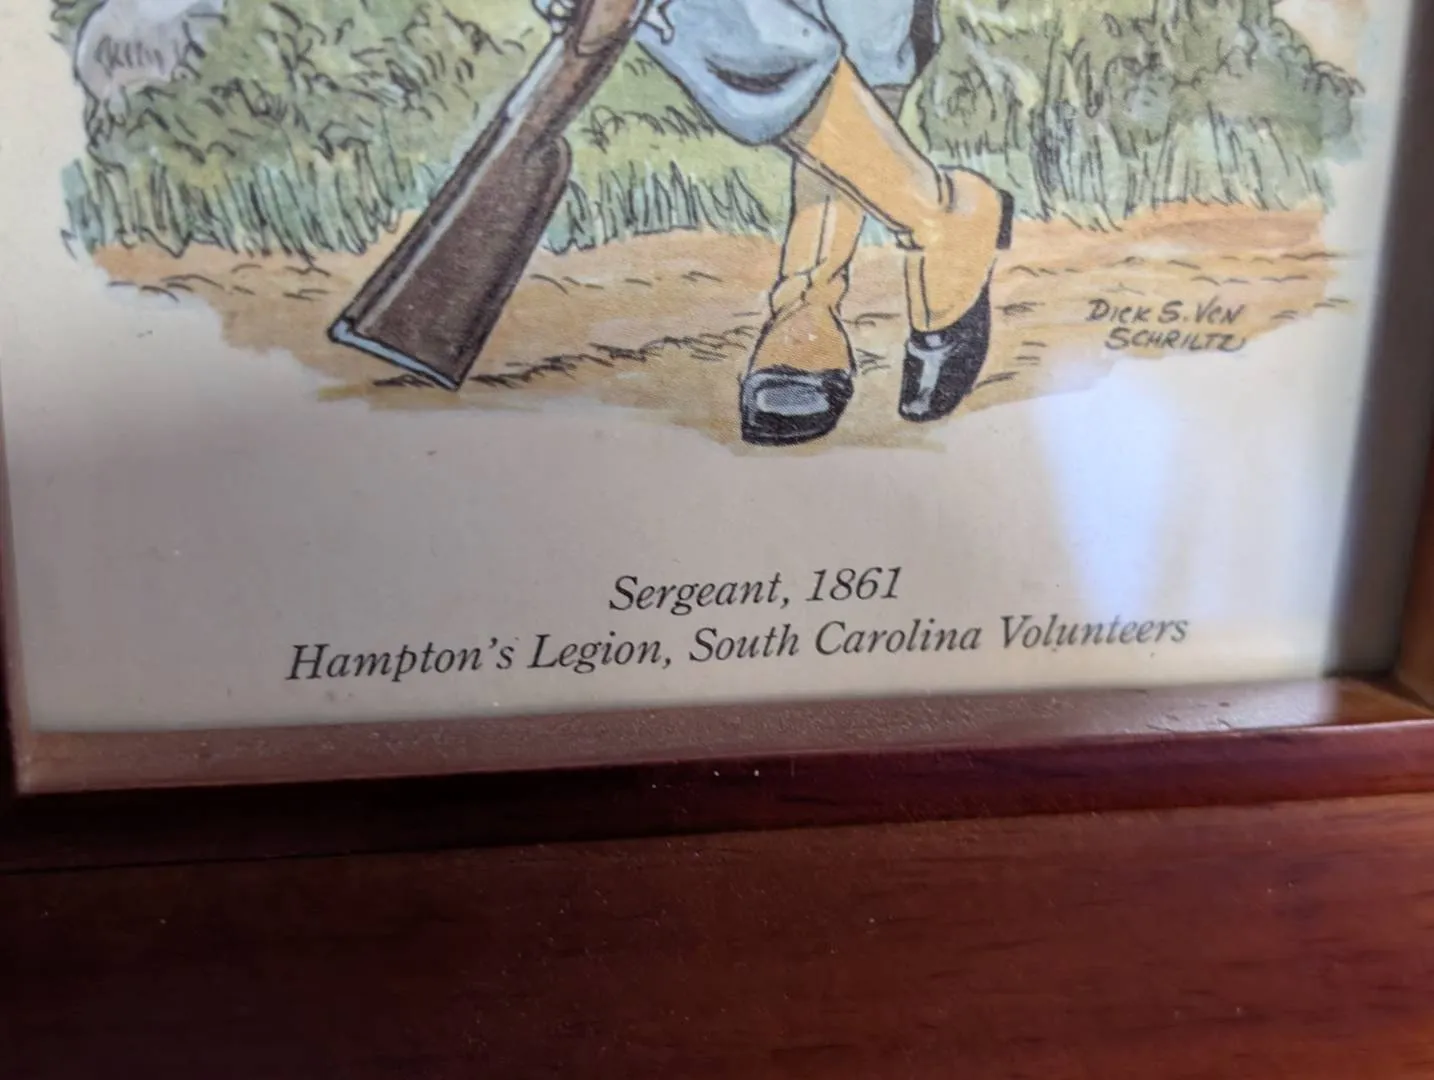 DICK S. VON
SCHRILTZ
Sergeant, 1861
Hampton's Legion, South Carolina Volunteers